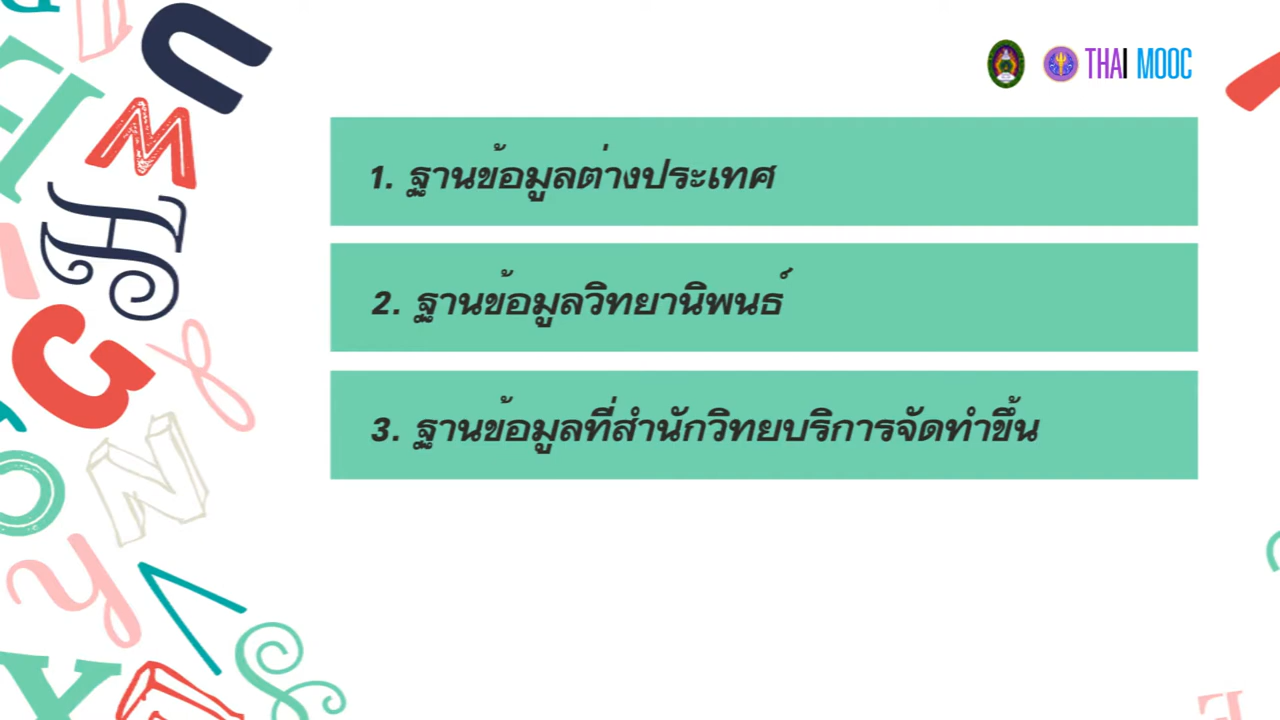 THAI MOOC
1. ฐานข้อมูลต่างประเทศ
2. ฐานข้อมูลวิทยานิพนธ์
3. ฐานข้อมูลที่สำนักวิทยบริการจัดทำขึ้น